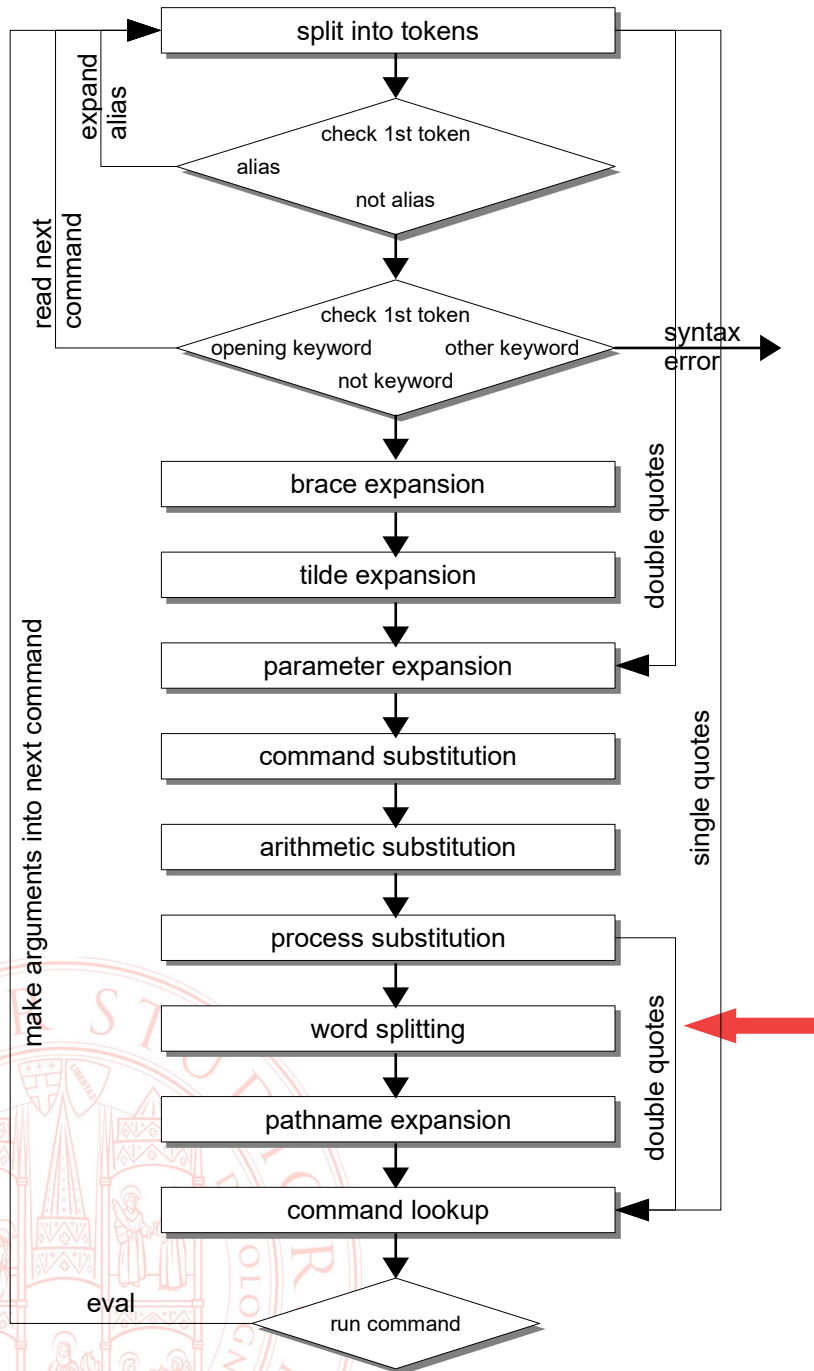 split into tokens
expand
alias
check 1st token
alias
not alias
read next
command
check 1st token
opening keyword
other keyword
not keyword
syntax
error
brace expansion
tilde expansion
double quotes
parameter expansion
command substitution
single quotes
arithmetic substitution
make arguments into next command
process substitution
word splitting
double quotes
pathname expansion
command lookup
eval
run command
R STUDIO
LIBERTAS